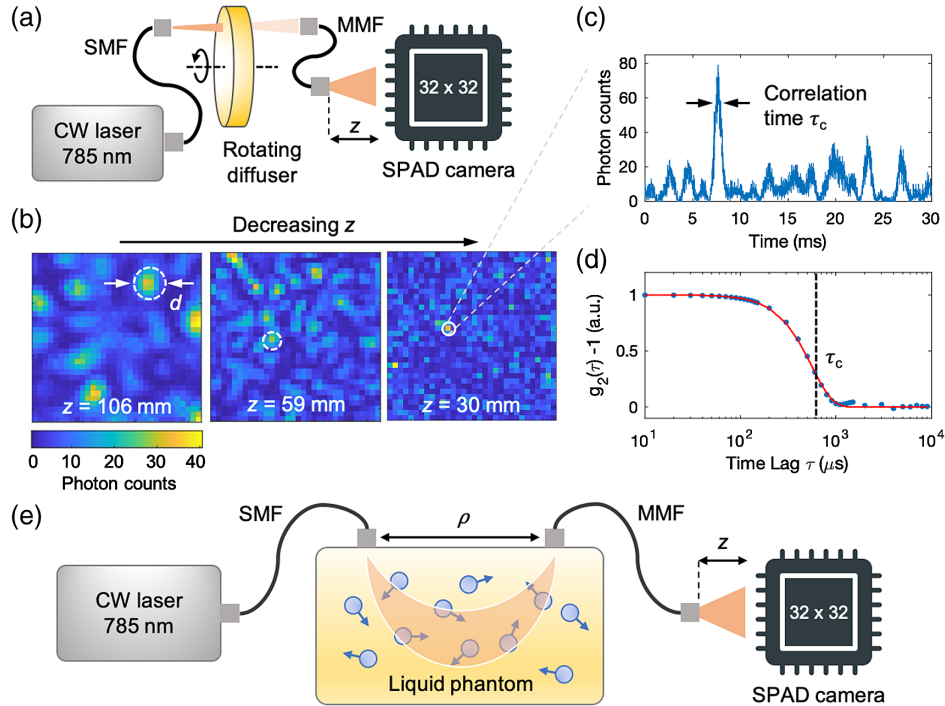 (a)
SMF
MMF
CW laser
785 nm
Rotating
diffuser
z
32 x 32
SPAD camera
(b)
Decreasing z
d
z = 106 mm
z = 59 mm
z = 30 mm
0 10 20 30 40
Photon counts
(c)
Photon counts
80
60
40
20
0
Correlation
time τc
0 5 10 15 20 25 30
Time (ms)
(d)
g2(τ) -1 (a.u.)
1
0.5
0
τc
10^1 10^2 10^3 10^4
Time Lag τ (μs)
(e)
SMF
ρ
MMF
CW laser
785 nm
Liquid phantom
z
32 x 32
SPAD camera